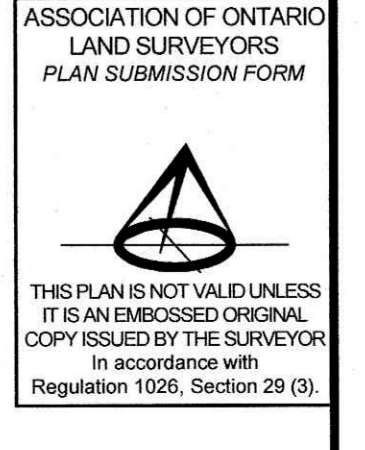 ASSOCIATION OF ONTARIO
LAND SURVEYORS
PLAN SUBMISSION FORM
THIS PLAN IS NOT VALID UNLESS
IT IS AN EMBOSSED ORIGINAL
COPY ISSUED BY THE SURVEYOR
In accordance with
Regulation 1026, Section 29 (3).